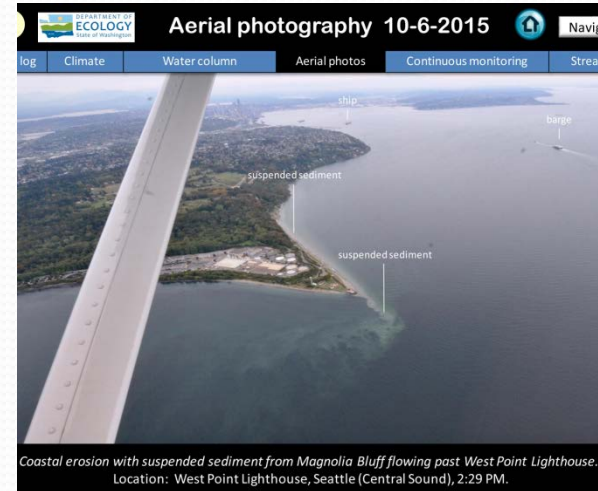 DEPARTMENT OF
ECOLOGY
State of Washington
Aerial photography 10-6-2015
Navig
log
Climate
Water column
Aerial photos
Continuous monitoring
Strea
ship
barge
suspended sediment
suspended sediment
Coastal erosion with suspended sediment from Magnolia Bluff flowing past West Point Lighthouse.
Location: West Point Lighthouse, Seattle (Central Sound), 2:29 PM.